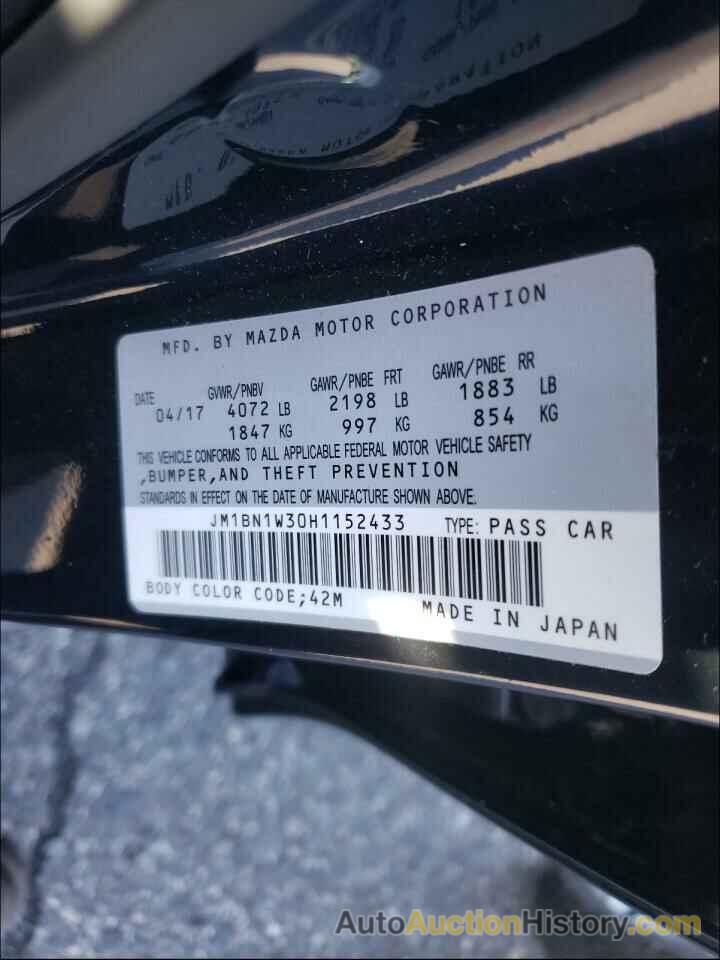 MFD. BY MAZDA MOTOR CORPORATION
DATE GVWR/PNBV GAWR/PNBE FRT GAWR/PNBE RR
04/17 4072 LB 2198 LB 1883 LB
1847 KG 997 KG 854 KG
THIS VEHICLE CONFORMS TO ALL APPLICABLE FEDERAL MOTOR VEHICLE SAFETY
,BUMPER,AND THEFT PREVENTION
STANDARDS IN EFFECT ON THE DATE OF MANUFACTURE SHOWN ABOVE.
JM1BN1W30H1152433 TYPE: PASS CAR
BODY COLOR CODE;42M MADE IN JAPAN
AutoAuctionHistory.com